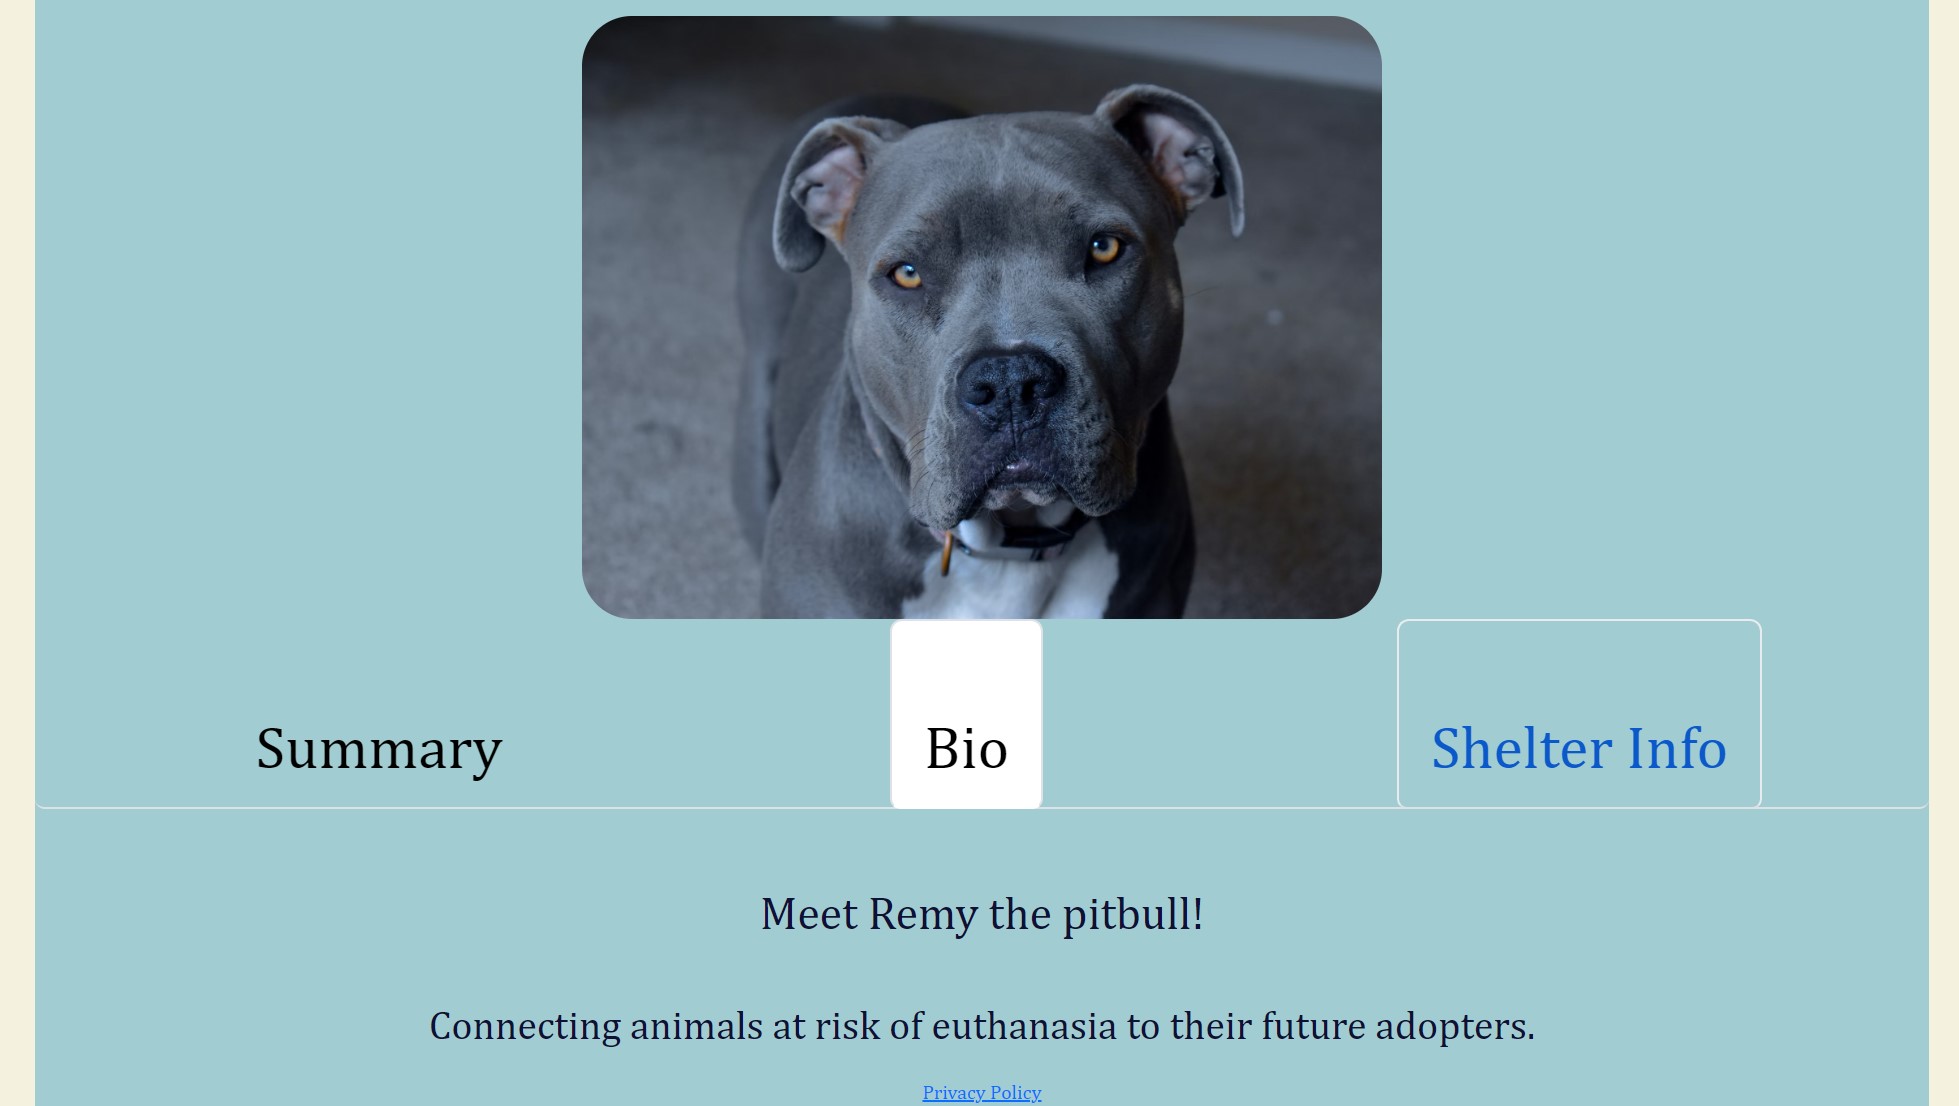 Summary
Bio
Shelter Info
Meet Remy the pitbull!
Connecting animals at risk of euthanasia to their future adopters.
Privacy Policy